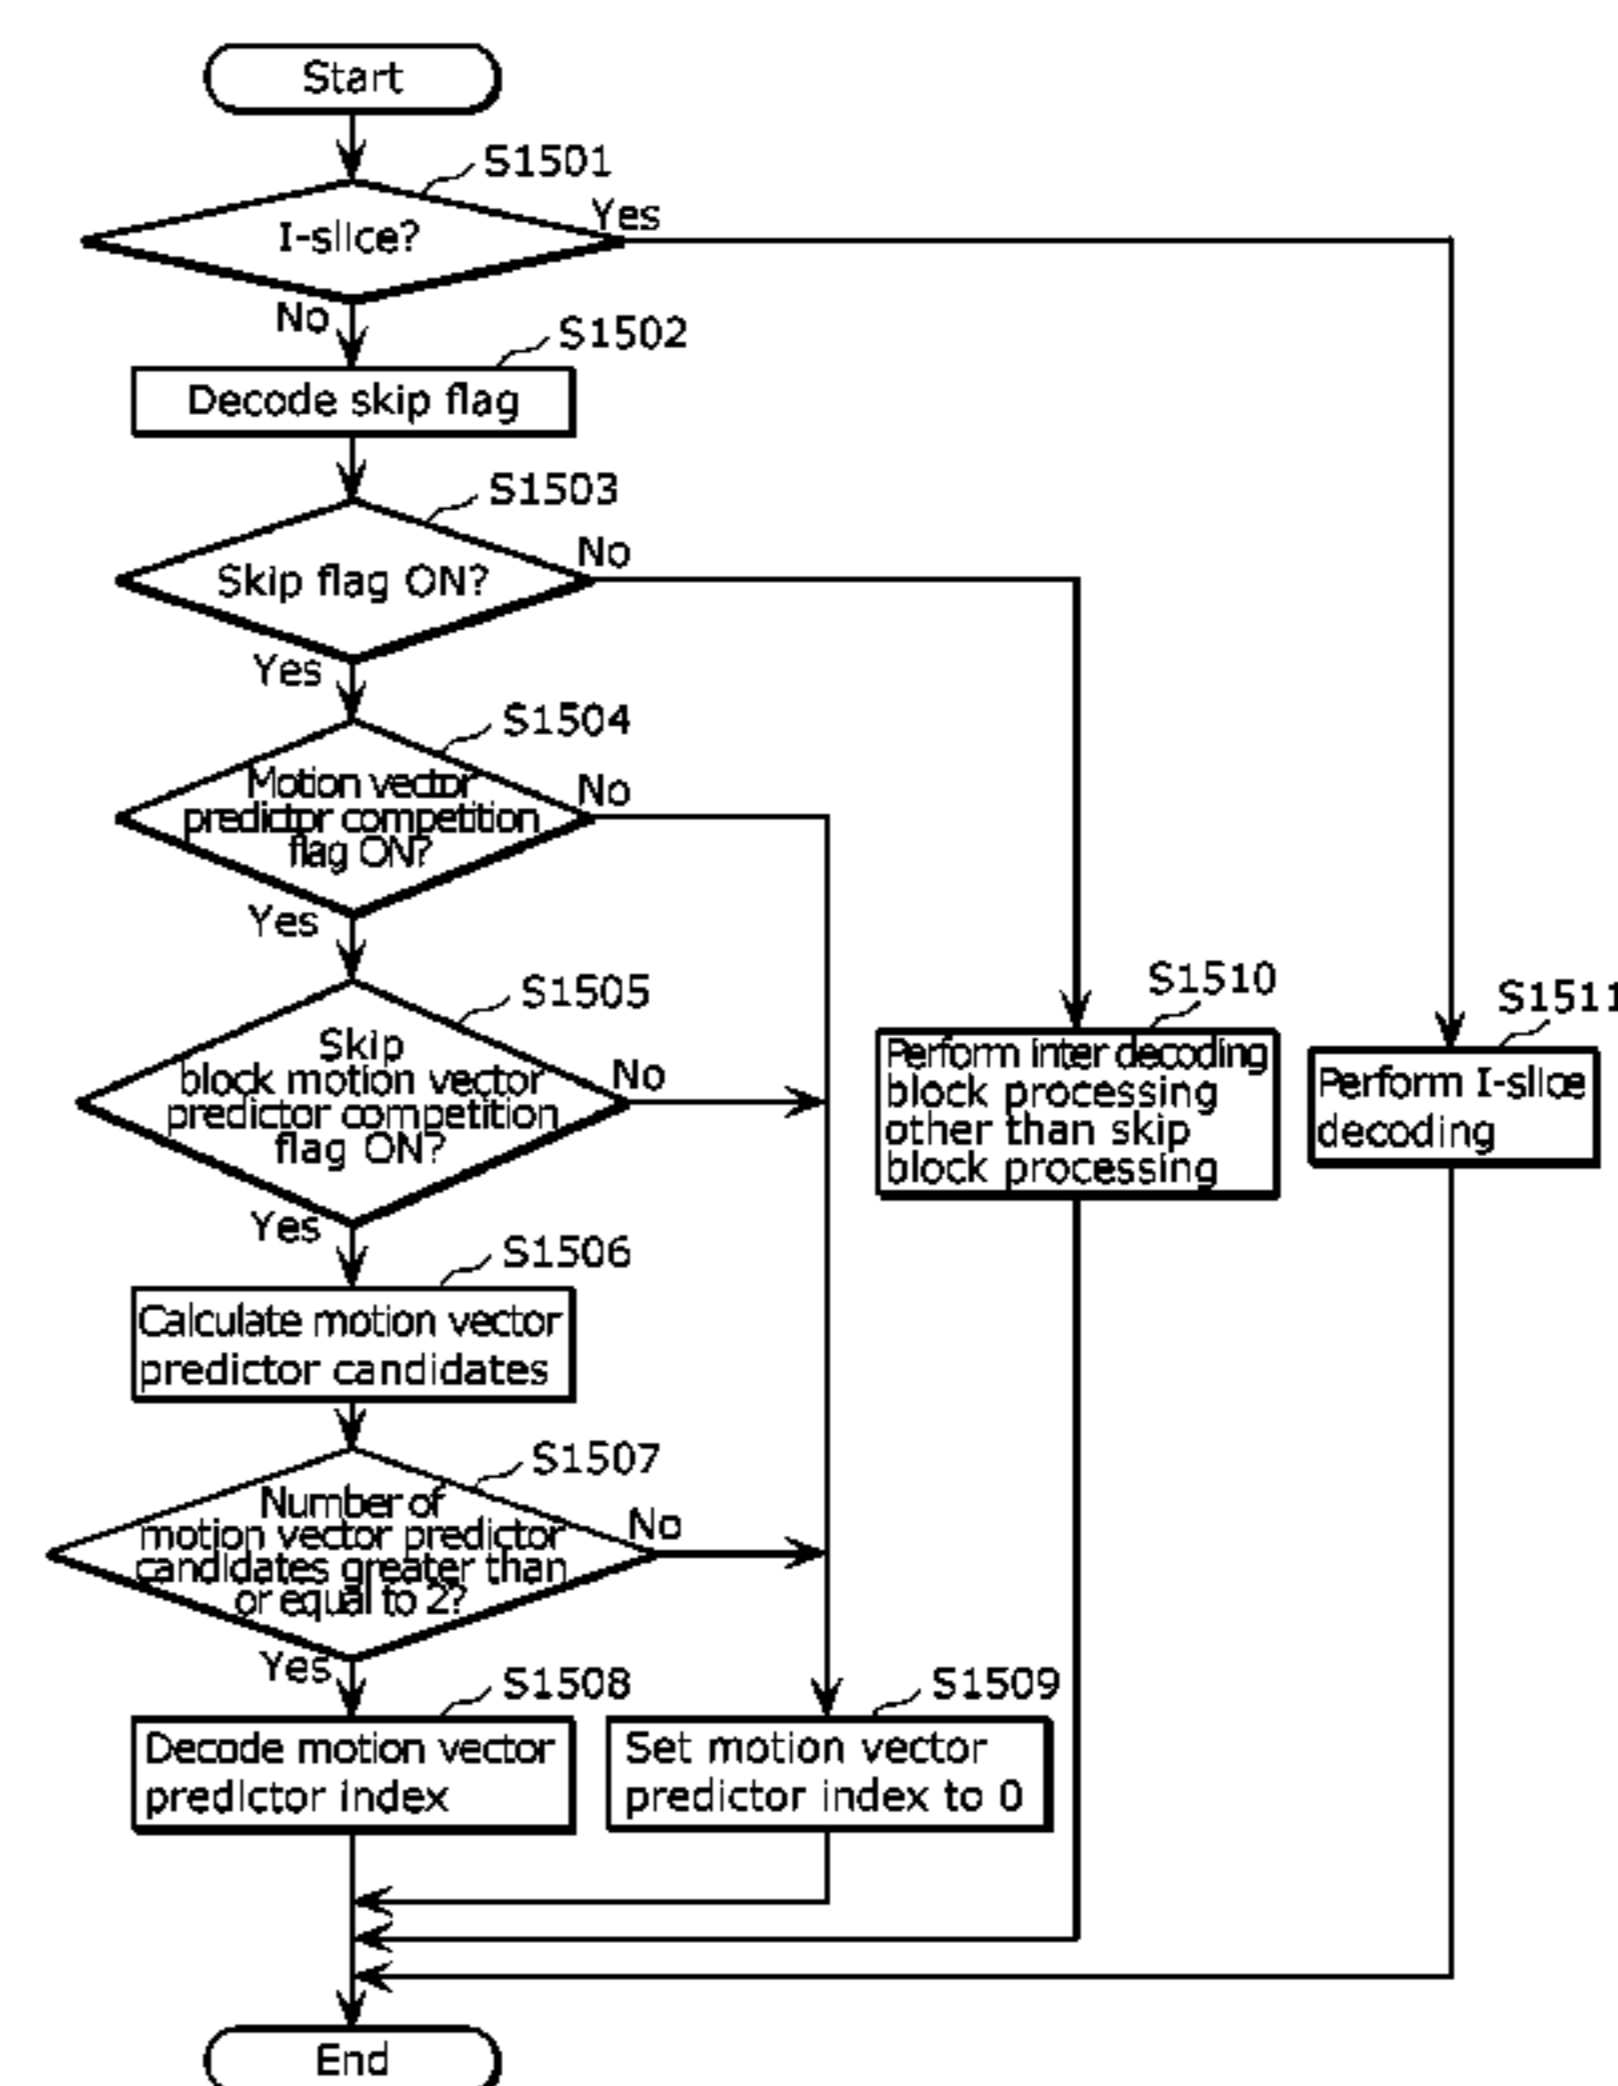 Start
S1501
I-slice?
Yes
No
S1502
Decode skip flag
S1503
Skip flag ON?
No
Yes
S1504
Motion vector
predictor competition
flag ON?
No
Yes
S1505
Skip
block motion vector
predictor competition
flag ON?
No
Yes
S1510
Perform inter decoding
block processing
other than skip
block processing
S1511
Perform I-slice
decoding
S1506
Calculate motion vector
predictor candidates
S1507
Number of
motion vector predictor
candidates greater than
or equal to 2?
No
Yes
S1508
Decode motion vector
predictor index
S1509
Set motion vector
predictor index to 0
End